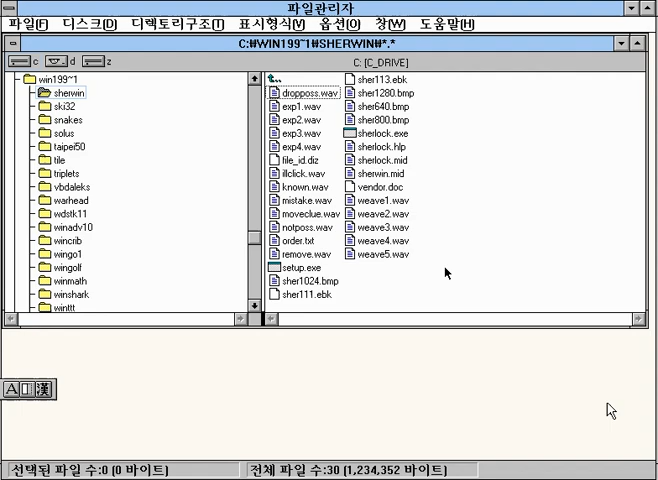 파일관리자
파일(F) 디스크(D) 디렉토리구조(T) 표시형식(V) 옵션(O) 창(W) 도움말(H)
C:₩WIN199~1₩SHERWIN₩*.*
c d z C: [C_DRIVE]
win199~1
sherwin
ski32
snakes
solus
taipei50
tile
triplets
vbdaleks
warhead
wdstk11
winadv10
wincrib
wingo1
wingolf
winmath
winshark
winttt
..
dropposs.wav
exp1.wav
exp2.wav
exp3.wav
exp4.wav
file_id.diz
illclick.wav
known.wav
mistake.wav
moveclue.wav
notposs.wav
order.txt
remove.wav
setup.exe
sher1024.bmp
sher111.ebk
sher113.ebk
sher1280.bmp
sher640.bmp
sher800.bmp
sherlock.exe
sherlock.hlp
sherlock.mid
sherwin.mid
vendor.doc
weave1.wav
weave2.wav
weave3.wav
weave4.wav
weave5.wav
A 漢
선택된 파일 수:0 (0 바이트) 전체 파일 수:30 (1,234,352 바이트)